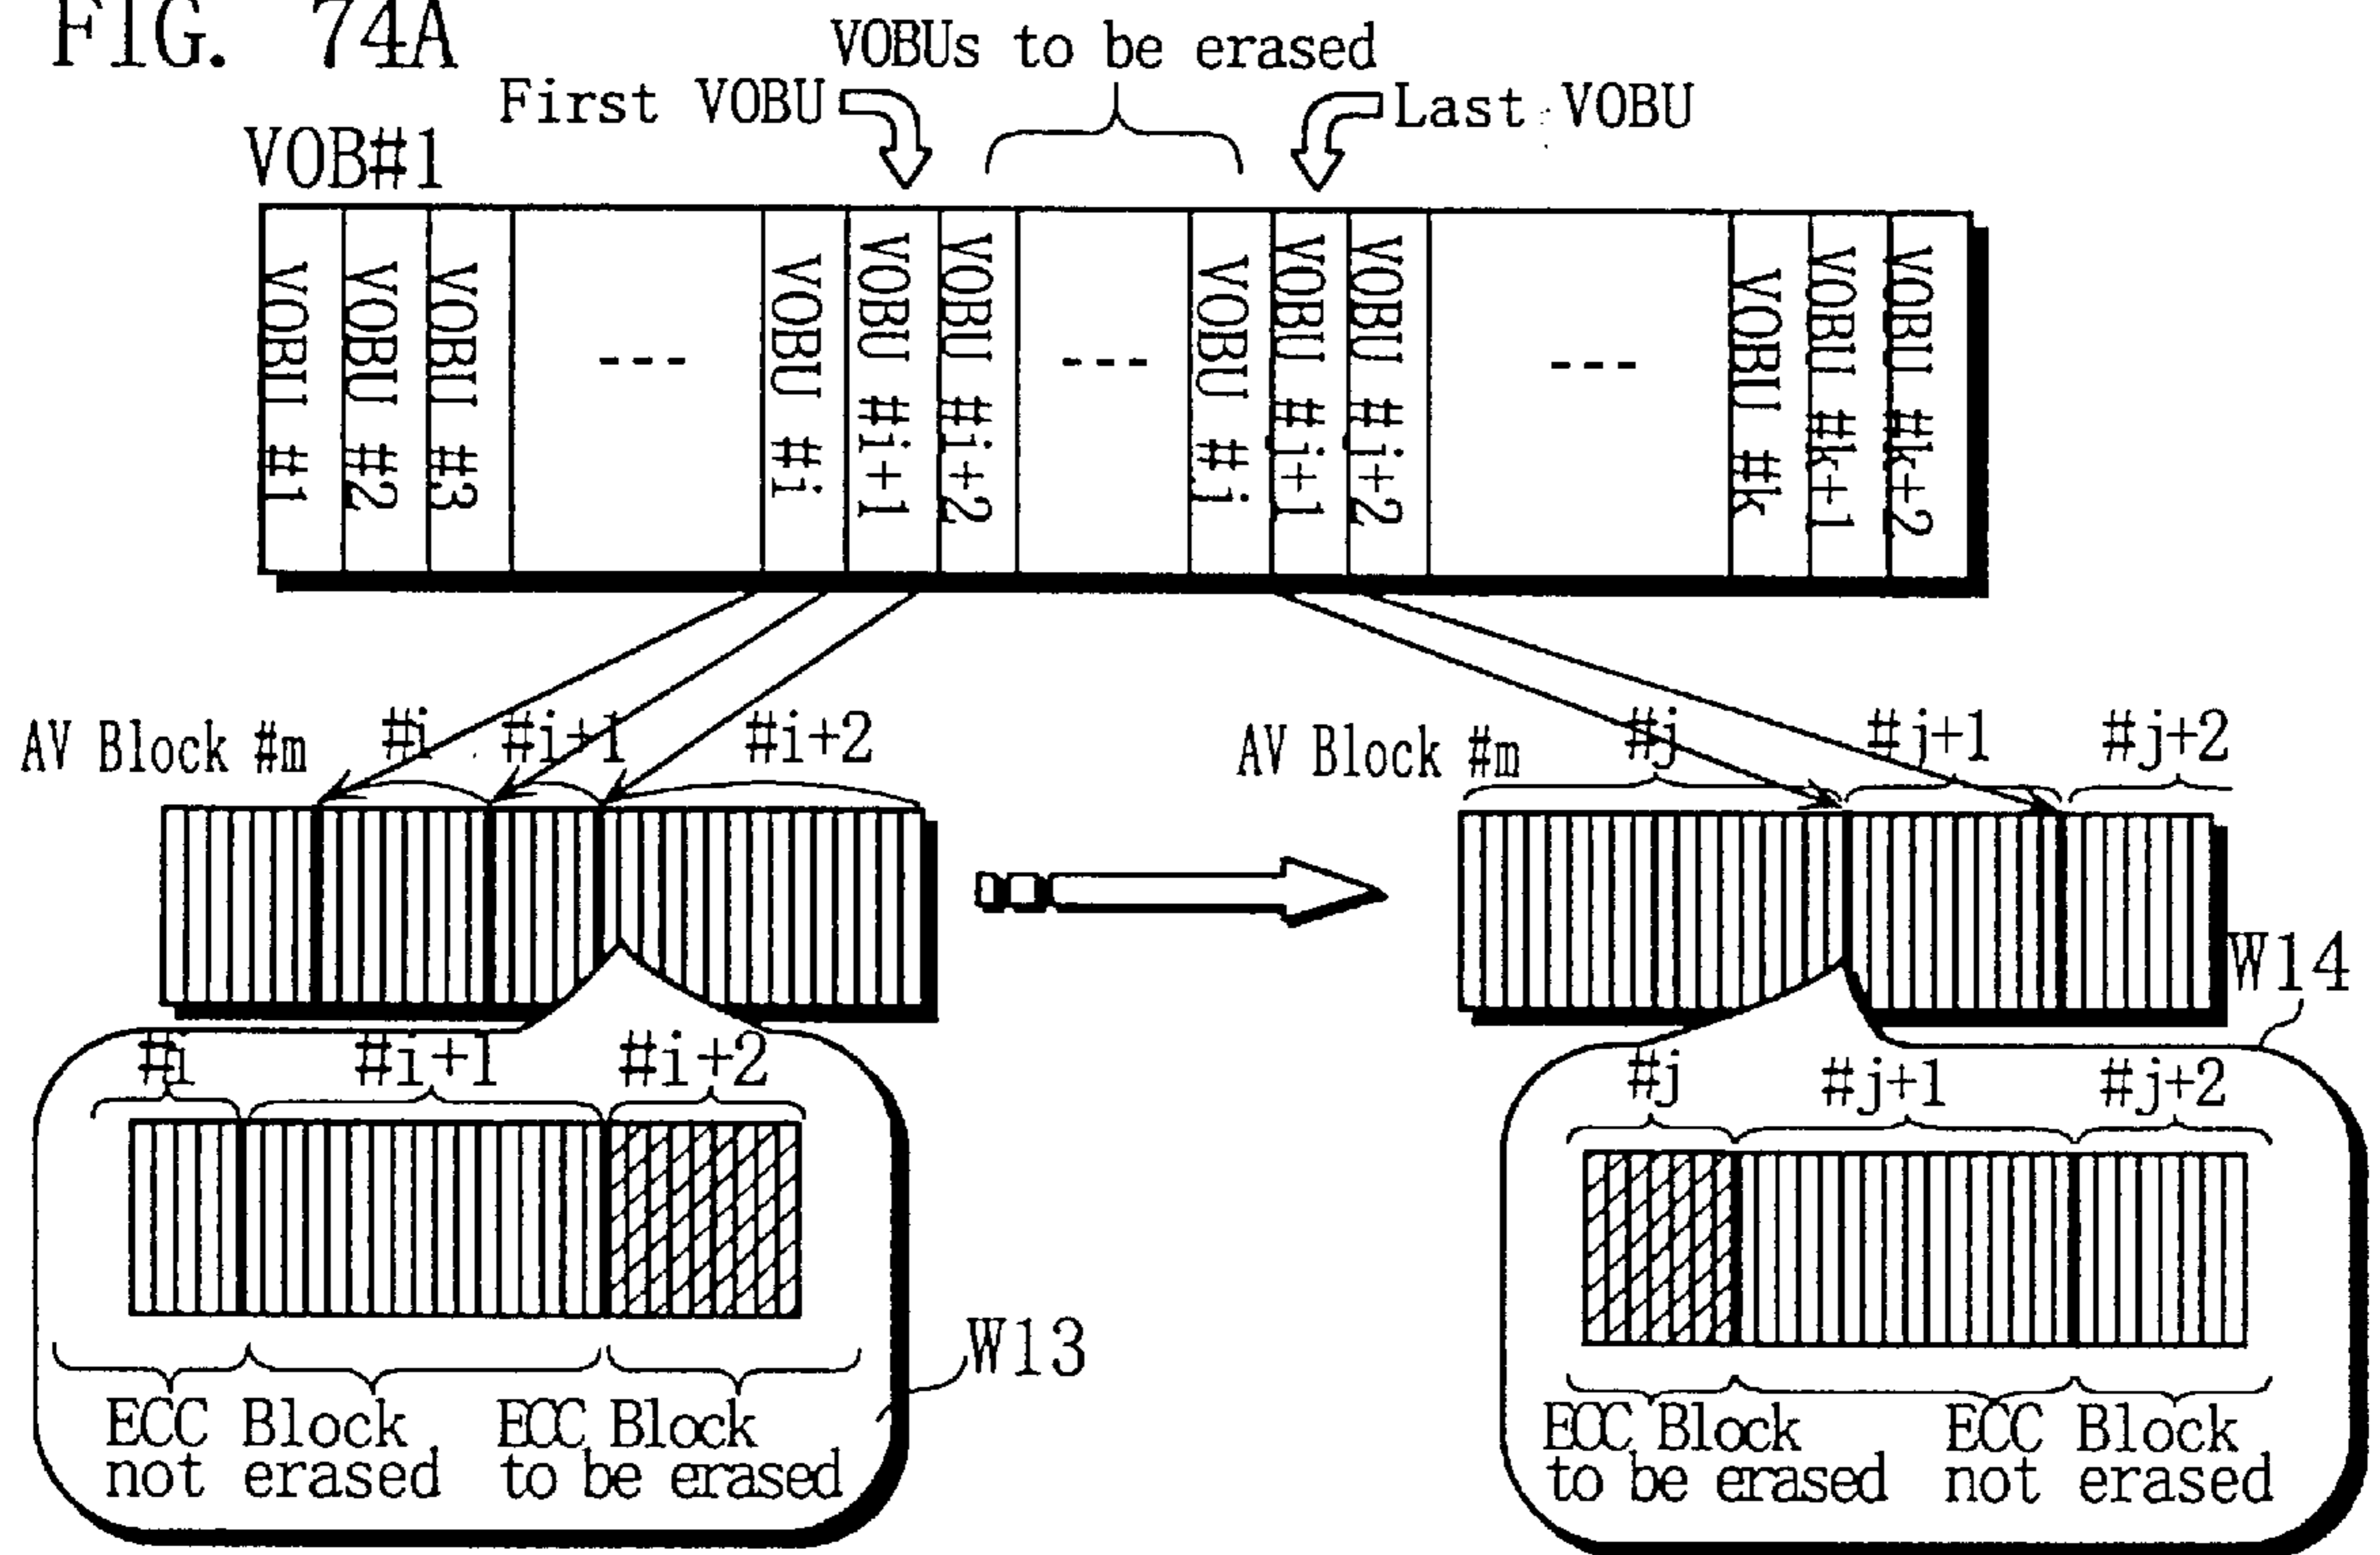 FIG. 74A
VOBUs to be erased
First VOBU
Last VOBU
VOB#1
VOBU #1
VOBU #2
VOBU #3
---
VOBU #i
VOBU #i+1
VOBU #i+2
---
VOBU #j
VOBU #j+1
VOBU #j+2
---
VOBU #k
VOBU #k+1
VOBU #k+2
AV Block #m
#i
#i+1
#i+2
AV Block #m
#j
#j+1
#j+2
W14
#i
#i+1
#i+2
#j
#j+1
#j+2
W13
ECC Block
not erased
ECC Block
to be erased
ECC Block
to be erased
ECC Block
not erased